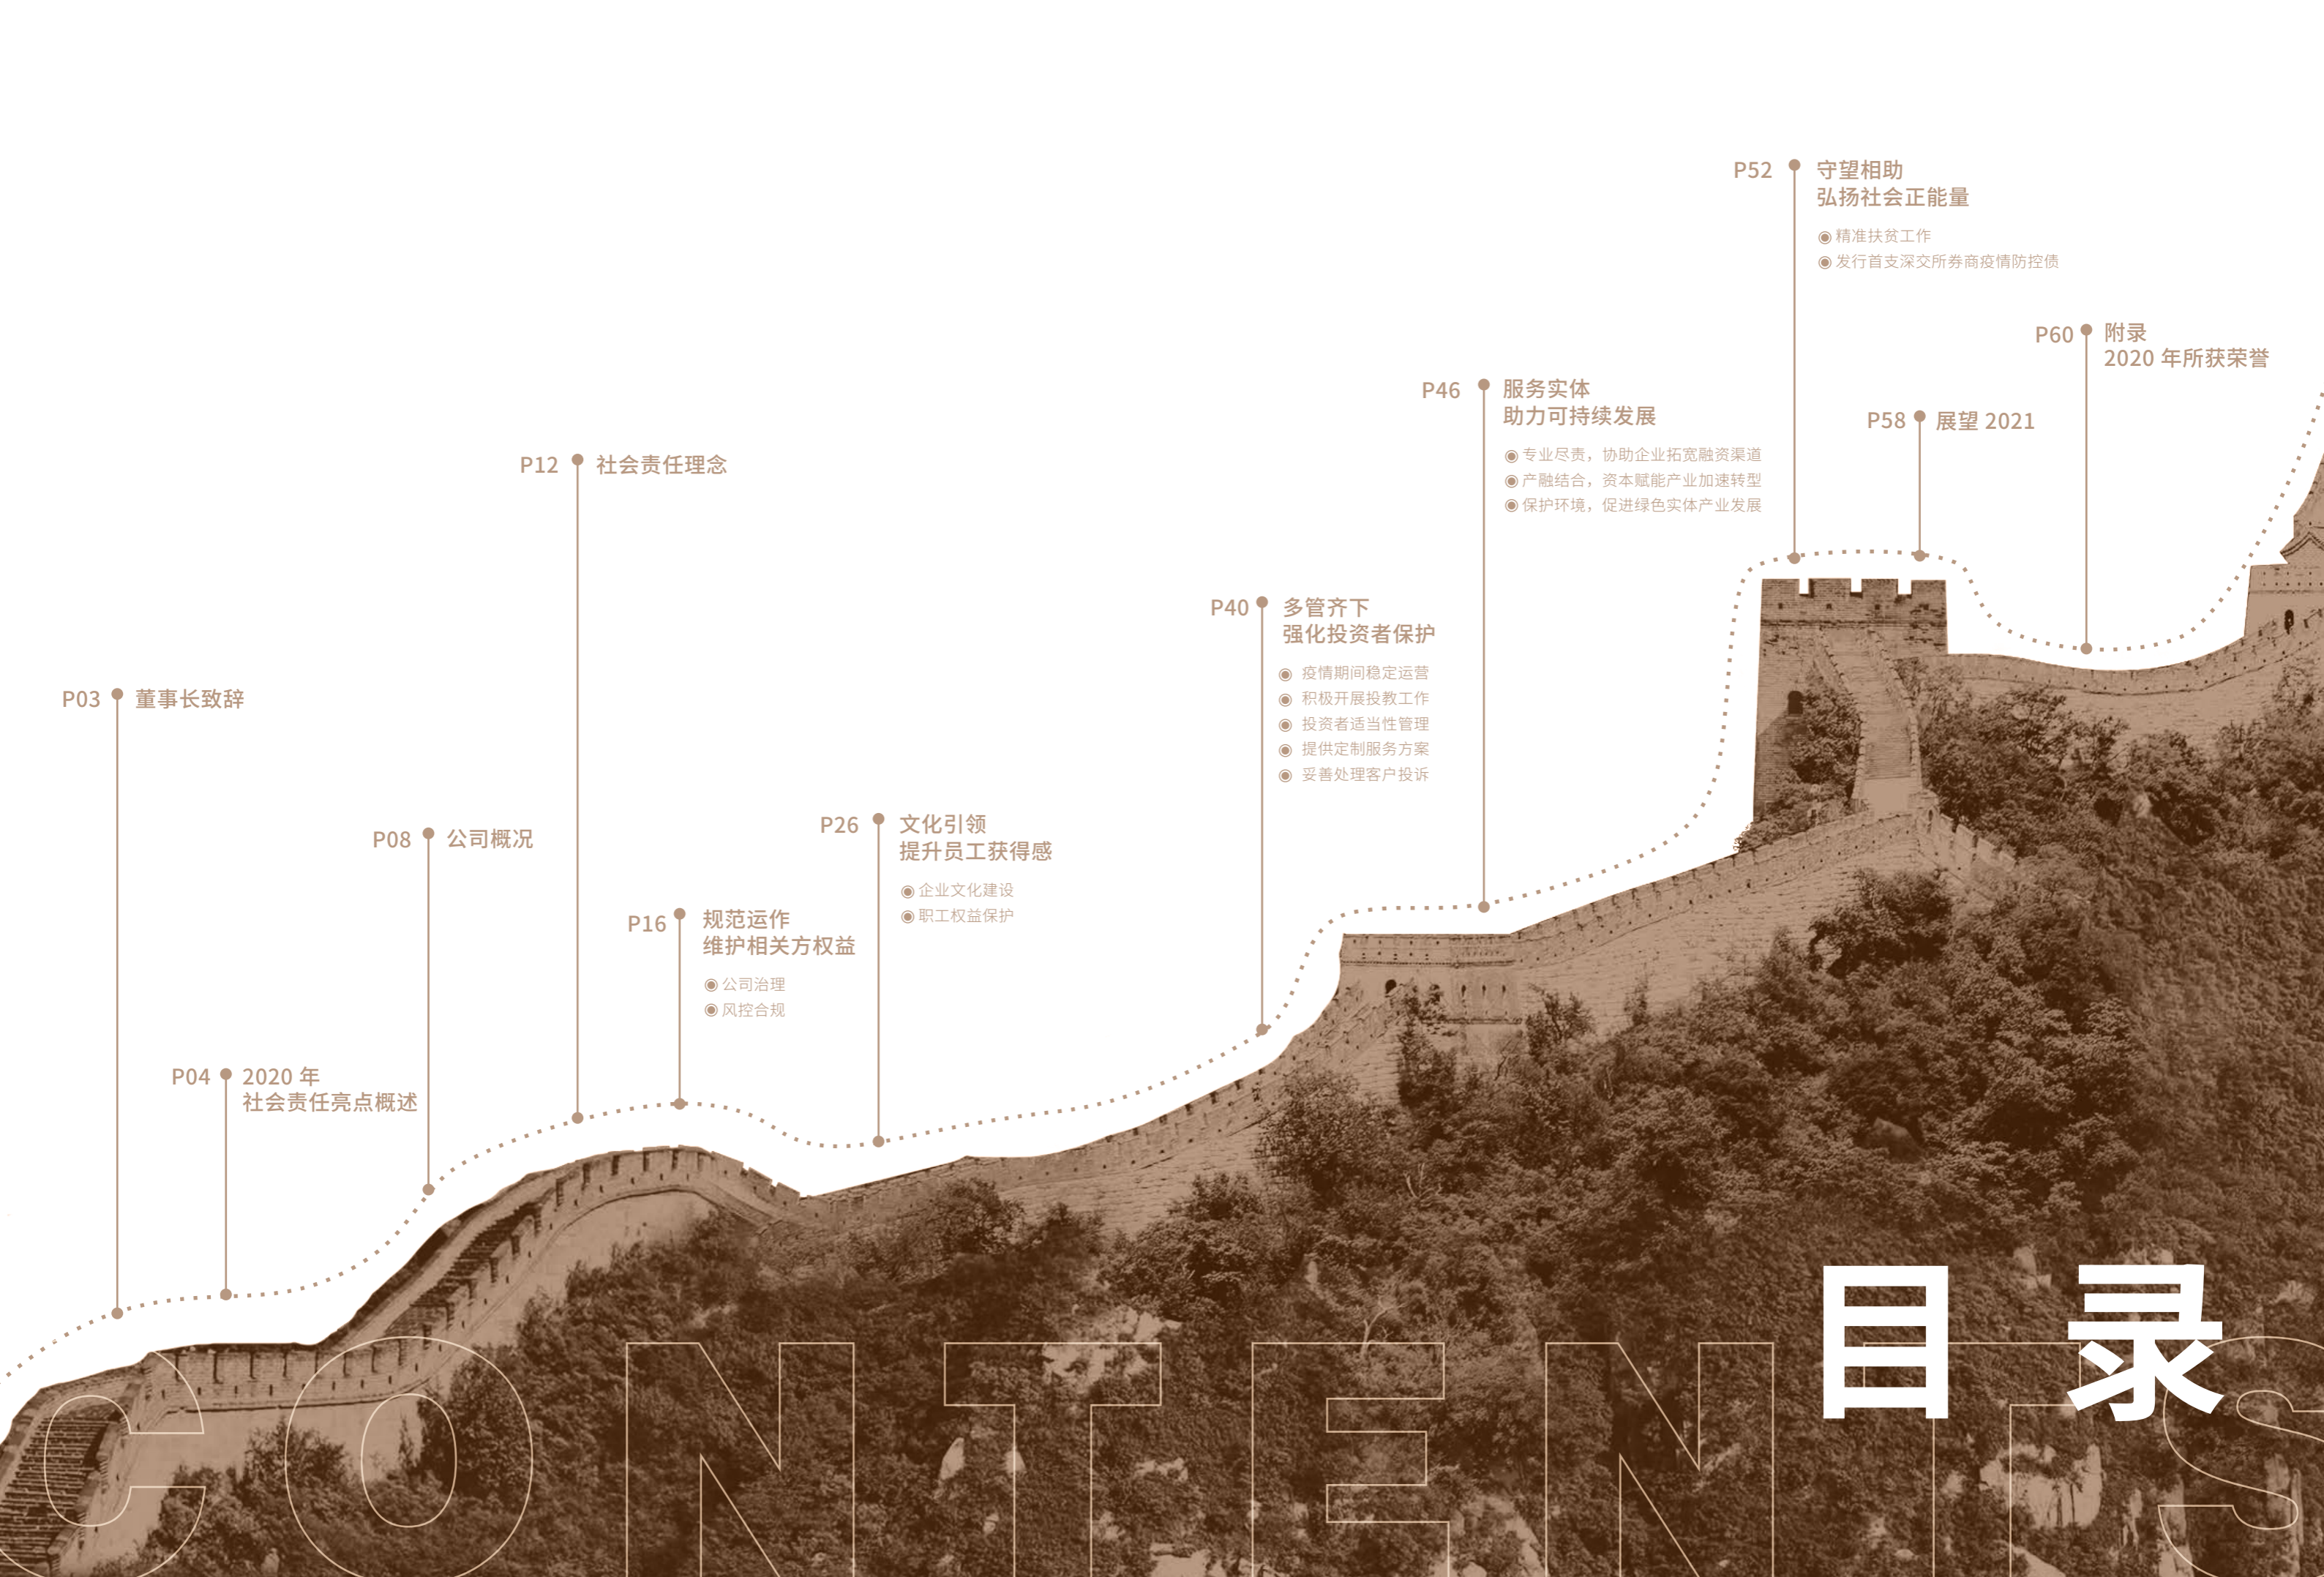 P03
董事长致辞
P04
2020 年
社会责任亮点概述
P08
公司概况
P12
社会责任理念
P16
规范运作
维护相关方权益
◉ 公司治理
◉ 风控合规
P26
文化引领
提升员工获得感
◉ 企业文化建设
◉ 职工权益保护
P40
多管齐下
强化投资者保护
◉ 疫情期间稳定运营
◉ 积极开展投教工作
◉ 投资者适当性管理
◉ 提供定制服务方案
◉ 妥善处理客户投诉
P46
服务实体
助力可持续发展
◉ 专业尽责，协助企业拓宽融资渠道
◉ 产融结合，资本赋能产业加速转型
◉ 保护环境，促进绿色实体产业发展
P52
守望相助
弘扬社会正能量
◉ 精准扶贫工作
◉ 发行首支深交所券商疫情防控债
P58
展望 2021
P60
附录
2020 年所获荣誉
目 录
CONTENTS